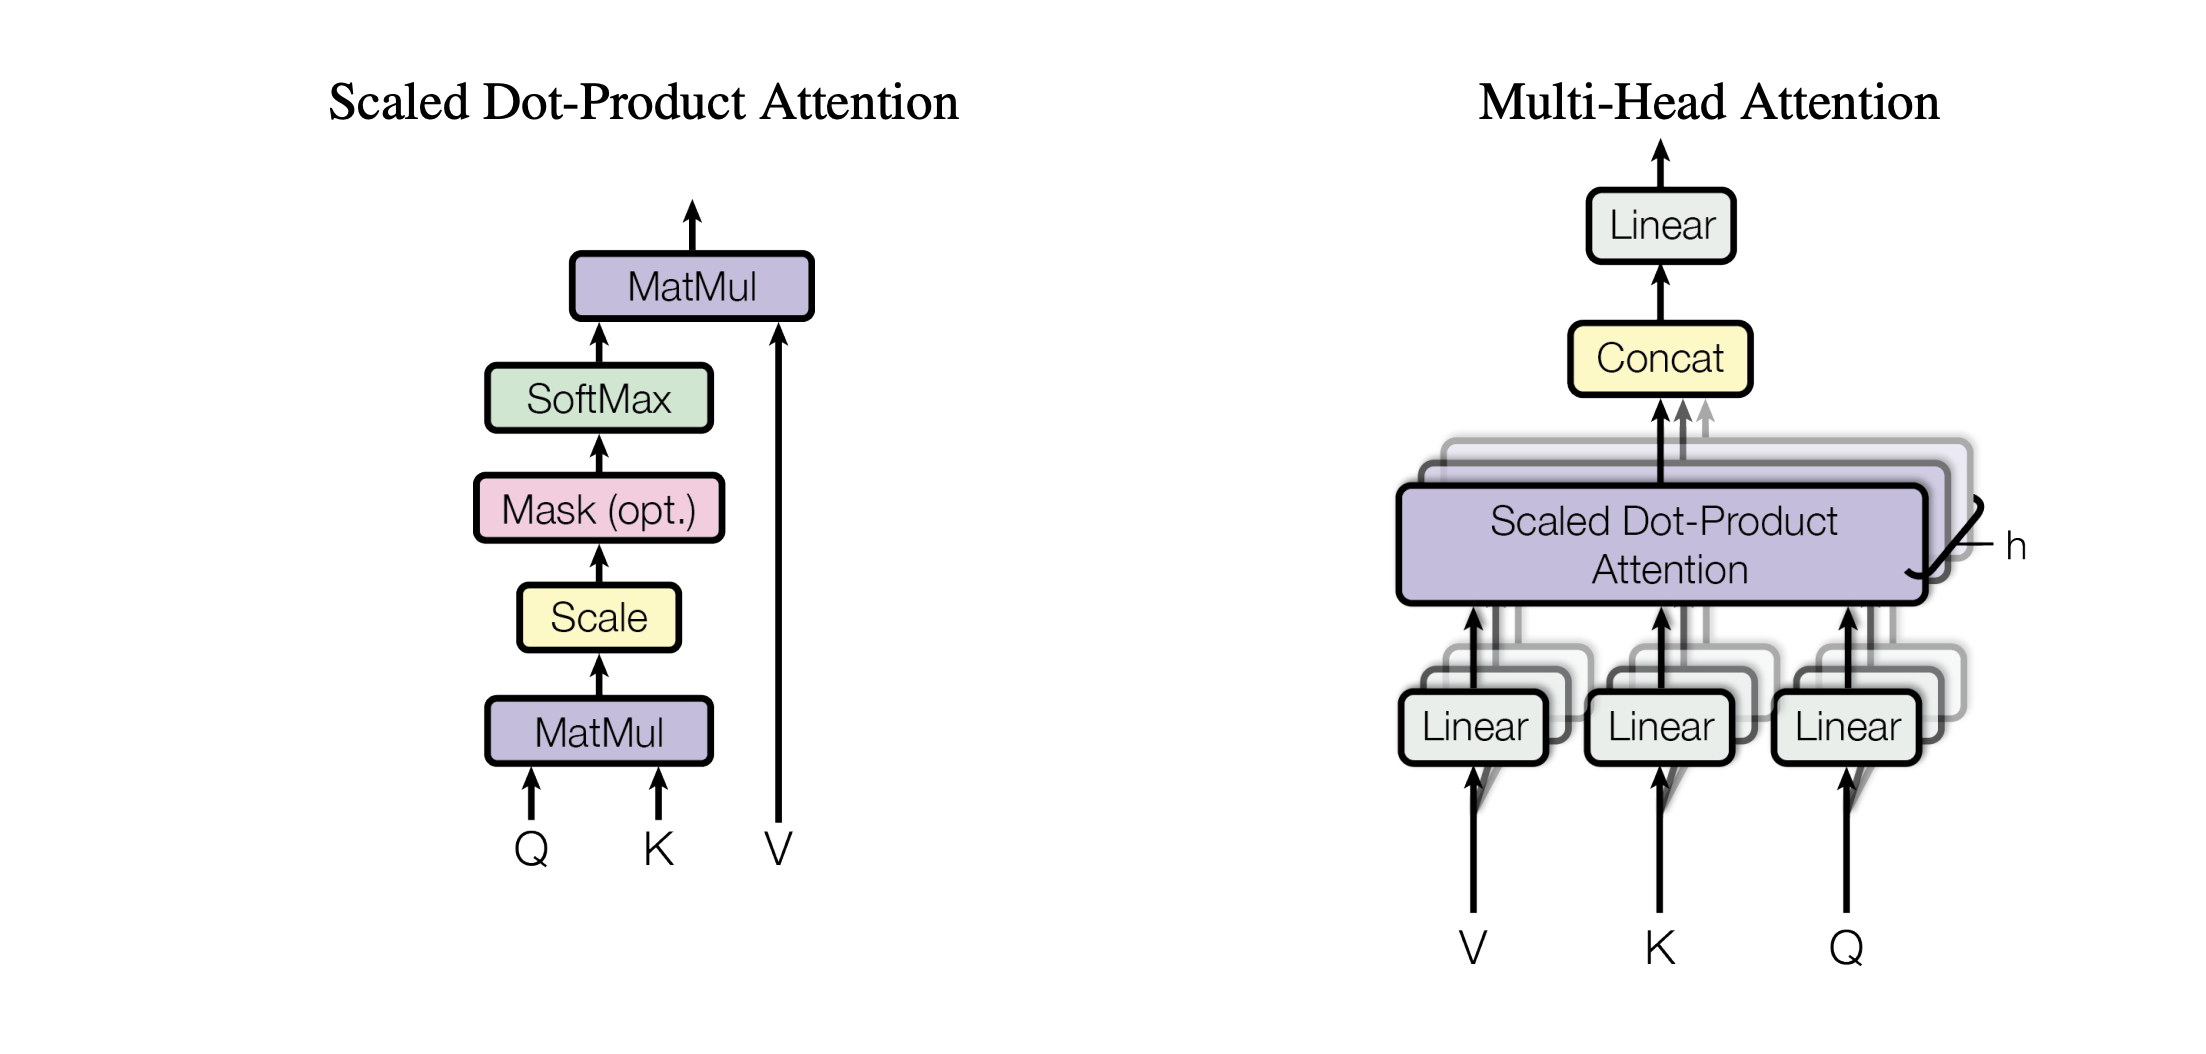 Scaled Dot-Product Attention
MatMul
SoftMax
Mask (opt.)
Scale
MatMul
Q K V
Multi-Head Attention
Linear
Concat
Scaled Dot-Product
Attention
h
Linear Linear Linear
V K Q